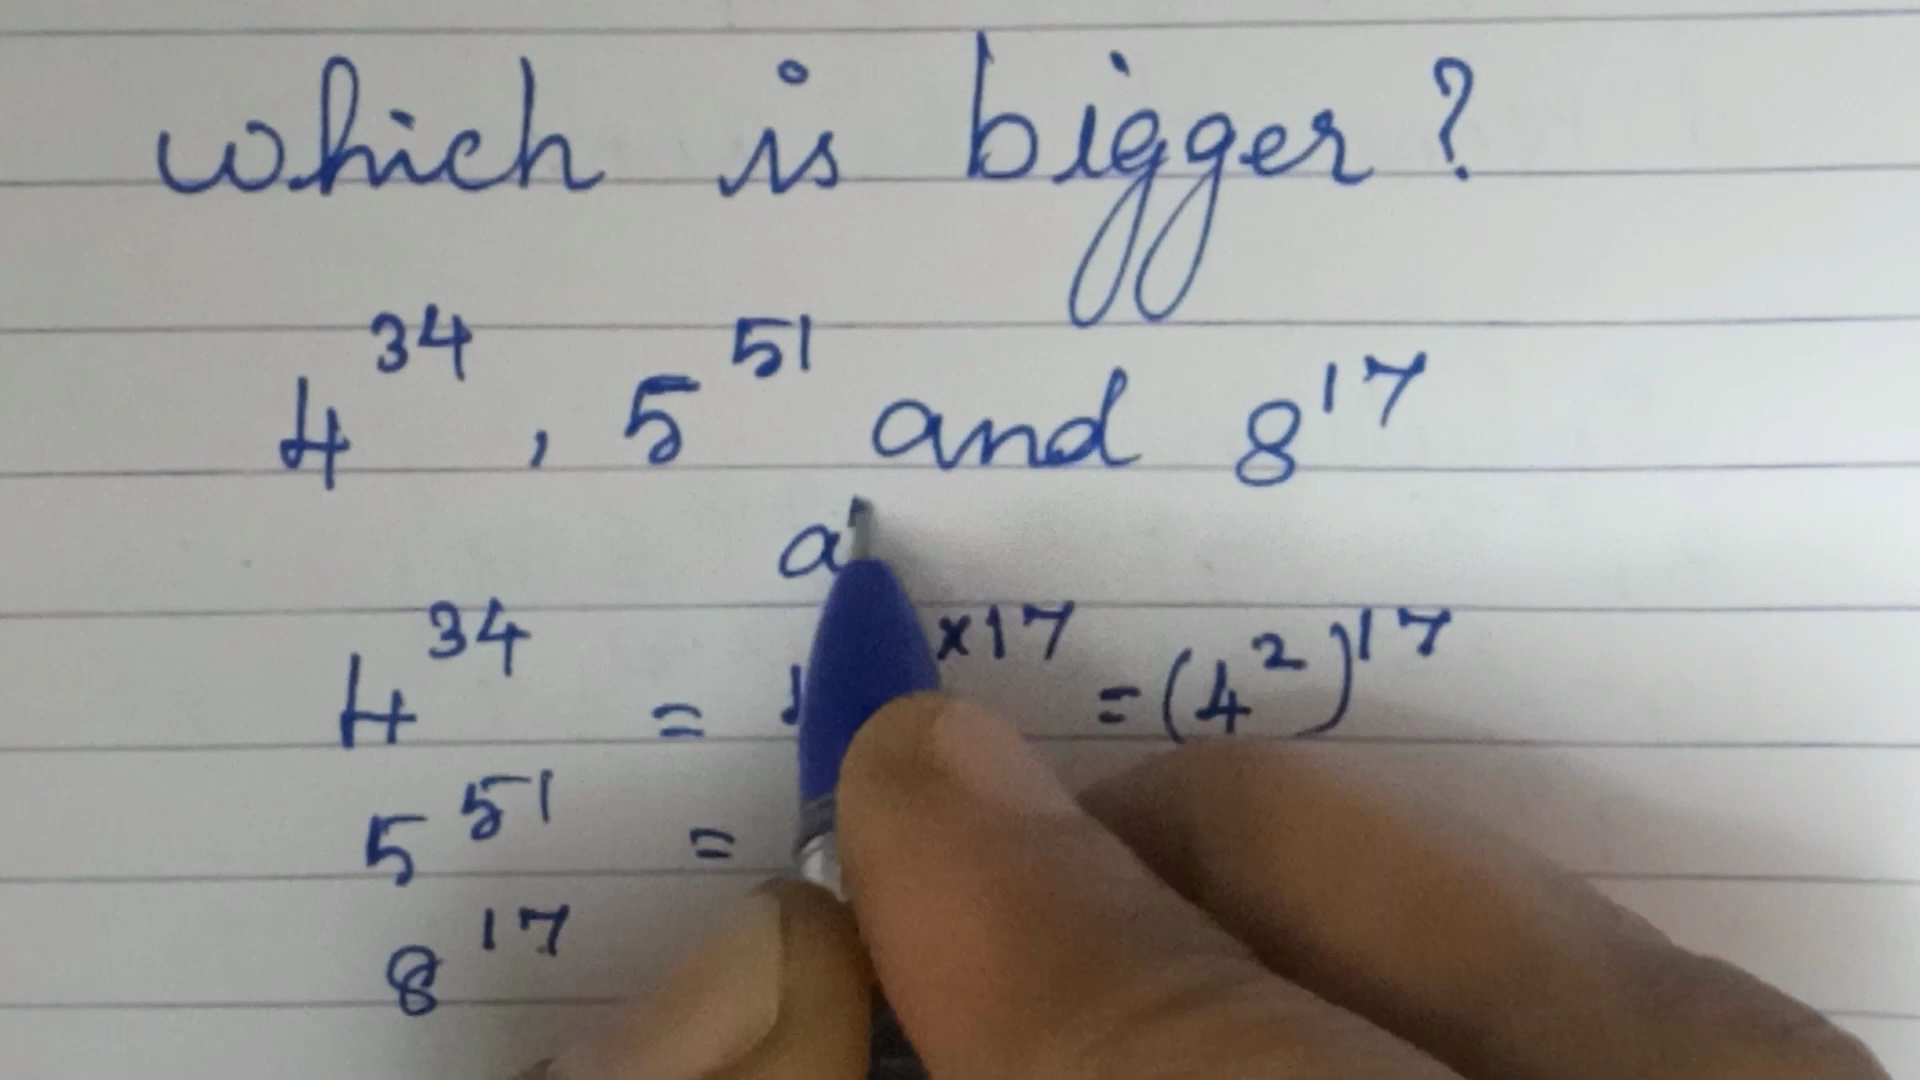 which is bigger?
4^34, 5^51 and 8^17
a
4^34 = x17 = (4^2)^17
5^51 =
8^17